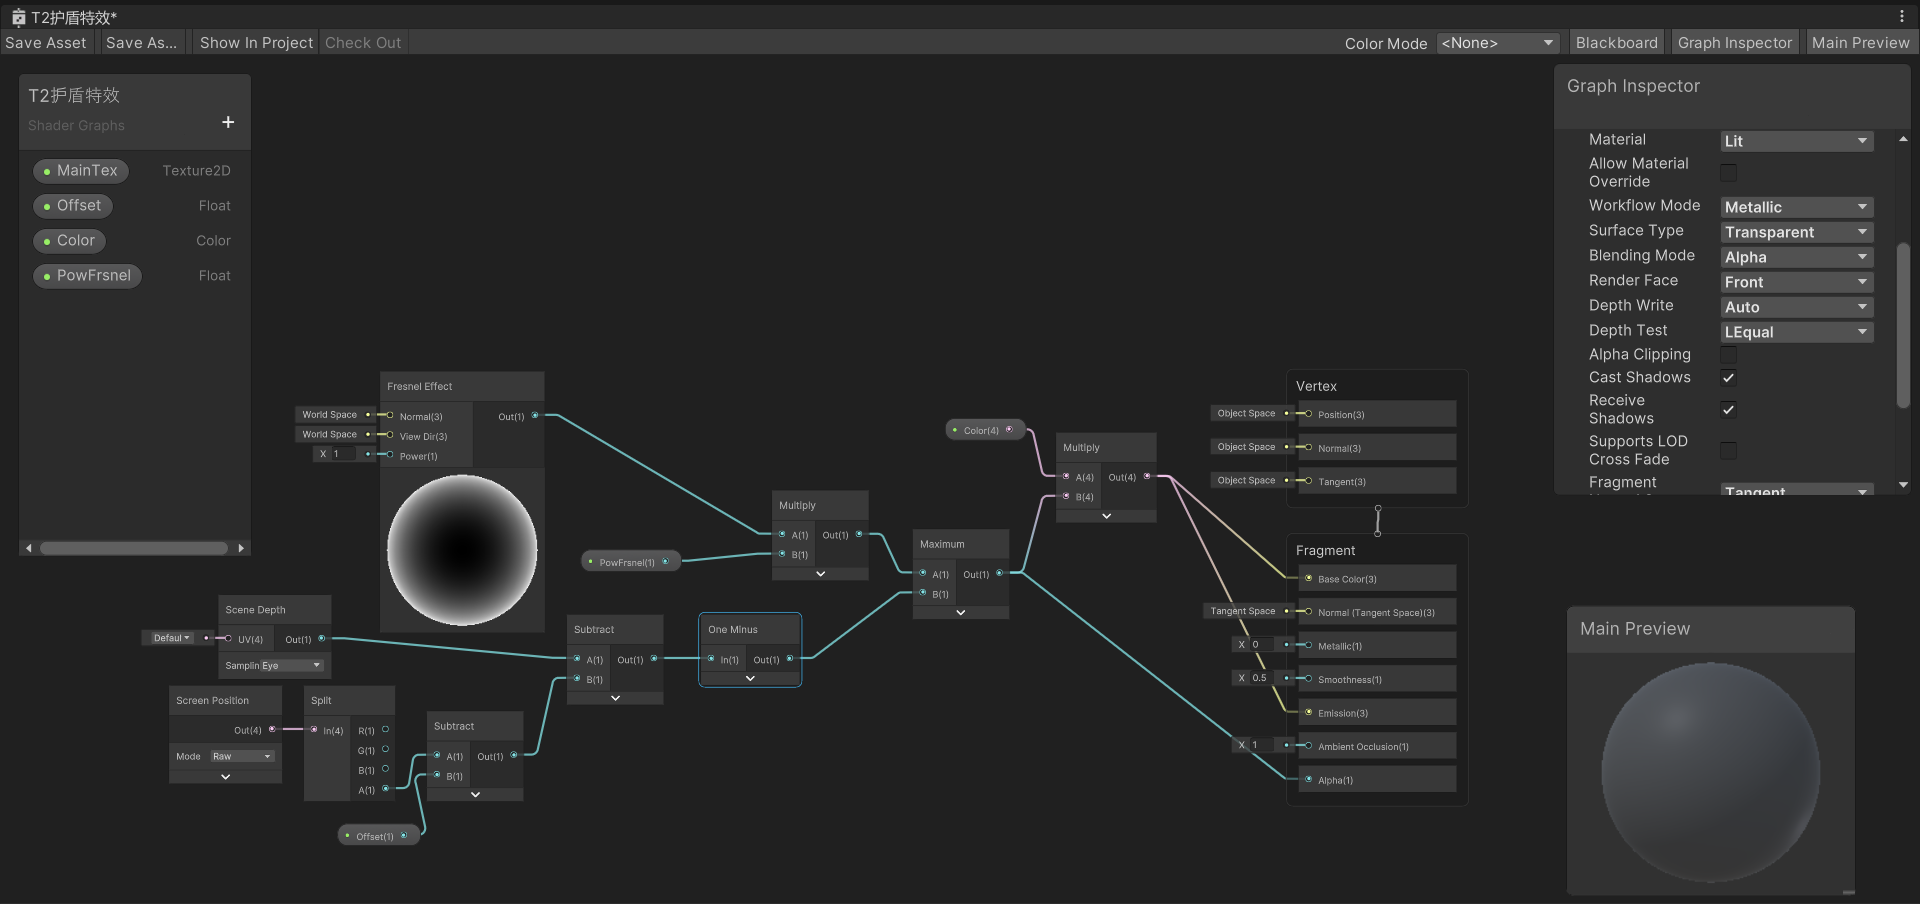 T2护盾特效*
Save Asset
Save As...
Show In Project
Check Out
Color Mode
<None>
Blackboard
Graph Inspector
Main Preview
T2护盾特效
Shader Graphs
+
MainTex Texture2D
Offset Float
Color Color
PowFrsnel Float
Graph Inspector
Material Lit
Allow Material
Override
Workflow Mode Metallic
Surface Type Transparent
Blending Mode Alpha
Render Face Front
Depth Write Auto
Depth Test LEqual
Alpha Clipping
Cast Shadows
Receive
Shadows
Supports LOD
Cross Fade
Fragment
Tangent
Fresnel Effect
World Space Normal(3) Out(1)
World Space View Dir(3)
X 1 Power(1)
PowFrsnel(1)
Multiply
A(1) Out(1)
B(1)
Scene Depth
Defaul UV(4) Out(1)
Samplin Eye
Screen Position
Out(4)
Mode Raw
Split
In(4) R(1)
G(1)
B(1)
A(1)
Offset(1)
Subtract
A(1) Out(1)
B(1)
Subtract
A(1) Out(1)
B(1)
One Minus
In(1) Out(1)
Maximum
A(1) Out(1)
B(1)
Color(4)
Multiply
A(4) Out(4)
B(4)
Vertex
Object Space Position(3)
Object Space Normal(3)
Object Space Tangent(3)
Fragment
Base Color(3)
Tangent Space Normal (Tangent Space)(3)
X 0 Metallic(1)
X 0.5 Smoothness(1)
Emission(3)
X 1 Ambient Occlusion(1)
Alpha(1)
Main Preview